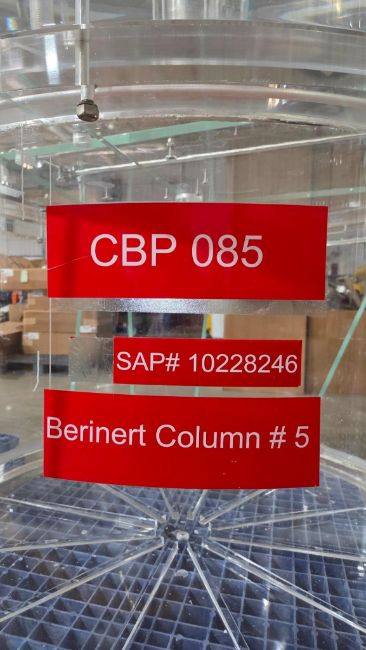 CBP 085
SAP# 10228246
Berinert Column # 5